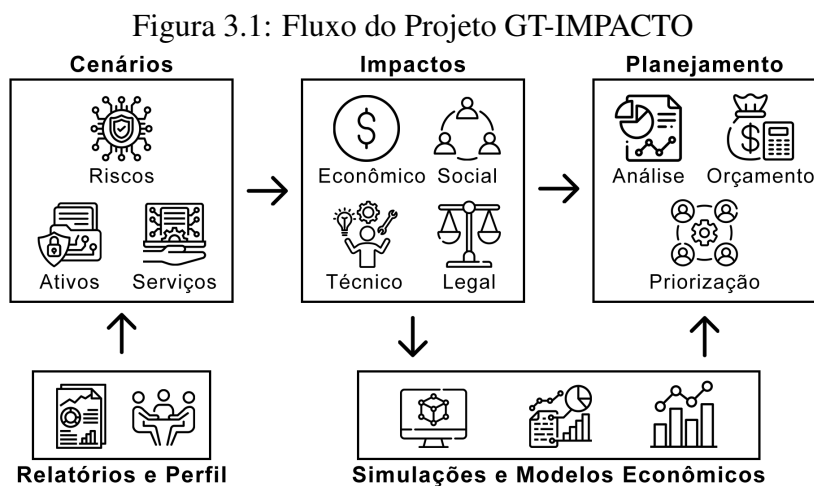 Figura 3.1: Fluxo do Projeto GT-IMPACTO
Cenários
Impactos
Planejamento
Riscos
Ativos
Serviços
Econômico
Social
Técnico
Legal
Análise
Orçamento
Priorização
Relatórios e Perfil
Simulações e Modelos Econômicos